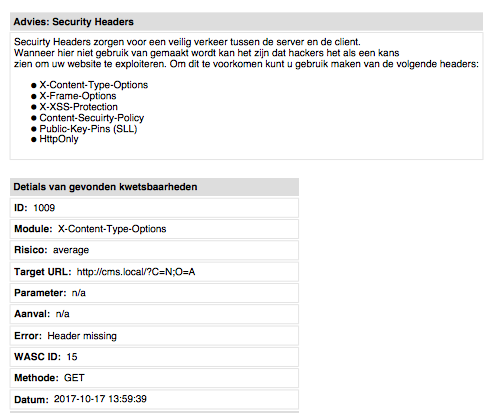 Advies: Security Headers
Secuirty Headers zorgen voor een veilig verkeer tussen de server en de client.
Wanneer hier niet gebruik van gemaakt wordt kan het zijn dat hackers het als een kans
zien om uw website te exploiteren. Om dit te voorkomen kunt u gebruik maken van de volgende headers:
● X-Content-Type-Options
● X-Frame-Options
● X-XSS-Protection
● Content-Secuirty-Policy
● Public-Key-Pins (SLL)
● HttpOnly
Detials van gevonden kwetsbaarheden
ID: 1009
Module: X-Content-Type-Options
Risico: average
Target URL: http://cms.local/?C=N;O=A
Parameter: n/a
Aanval: n/a
Error: Header missing
WASC ID: 15
Methode: GET
Datum: 2017-10-17 13:59:39